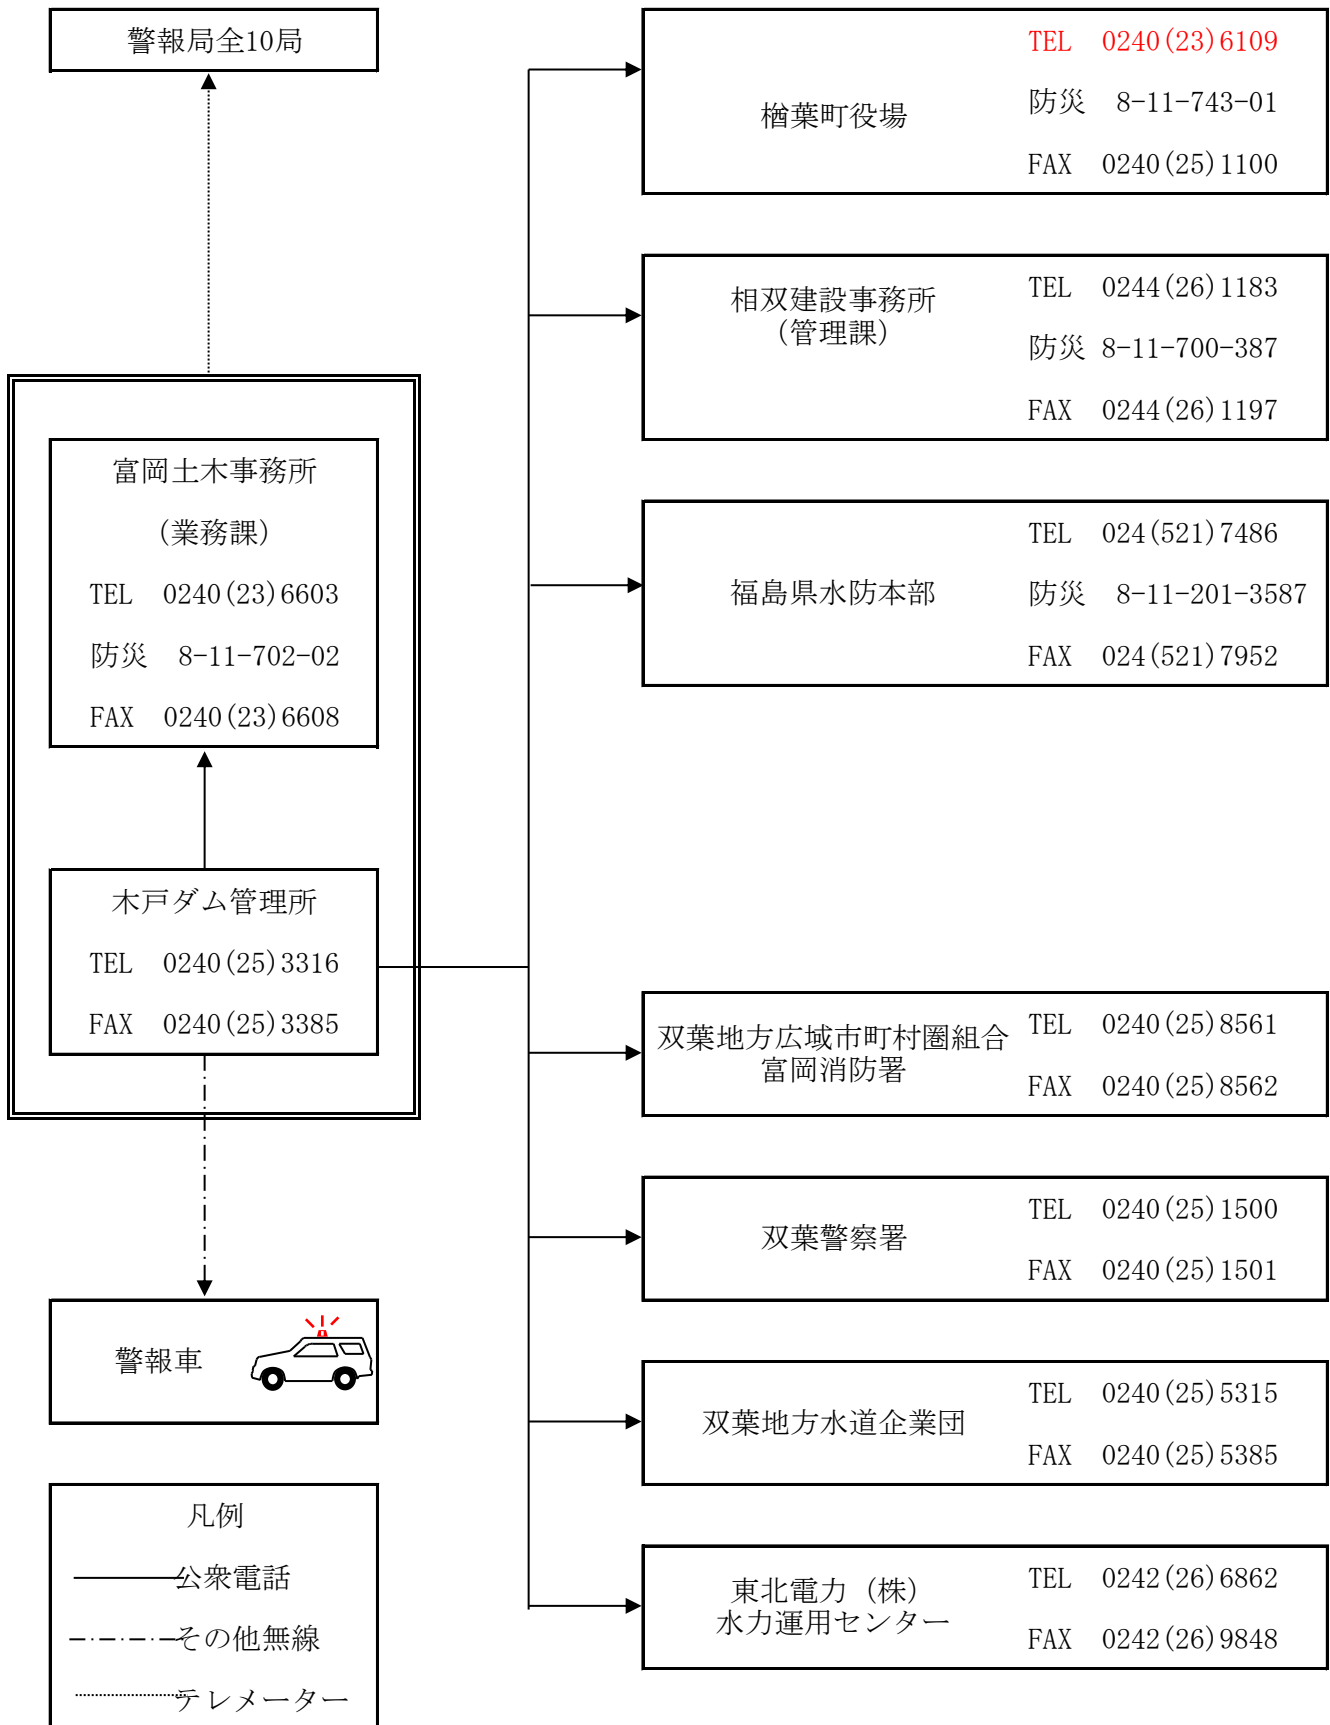 警報局全10局
富岡土木事務所
(業務課)
TEL 0240(23)6603
防災 8-11-702-02
FAX 0240(23)6608
木戸ダム管理所
TEL 0240(25)3316
FAX 0240(25)3385
警報車
凡例
公衆電話
その他無線
テレメーター
楢葉町役場
TEL 0240(23)6109
防災 8-11-743-01
FAX 0240(25)1100
相双建設事務所
(管理課)
TEL 0244(26)1183
防災 8-11-700-387
FAX 0244(26)1197
福島県水防本部
TEL 024(521)7486
防災 8-11-201-3587
FAX 024(521)7952
双葉地方広域市町村圏組合
富岡消防署
TEL 0240(25)8561
FAX 0240(25)8562
双葉警察署
TEL 0240(25)1500
FAX 0240(25)1501
双葉地方水道企業団
TEL 0240(25)5315
FAX 0240(25)5385
東北電力(株)
水力運用センター
TEL 0242(26)6862
FAX 0242(26)9848